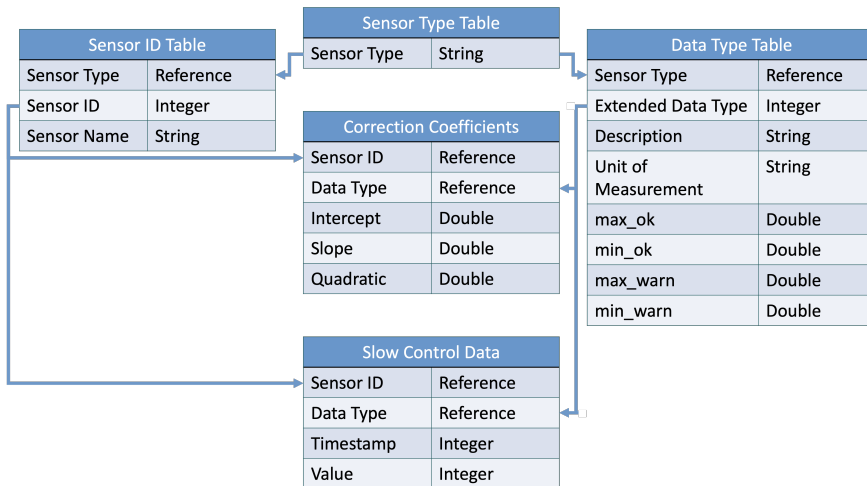 Sensor Type Table
Sensor Type String
Sensor ID Table
Sensor Type Reference
Sensor ID Integer
Sensor Name String
Data Type Table
Sensor Type Reference
Extended Data Type Integer
Description String
Unit of String
Measurement
max_ok Double
min_ok Double
max_warn Double
min_warn Double
Correction Coefficients
Sensor ID Reference
Data Type Reference
Intercept Double
Slope Double
Quadratic Double
Slow Control Data
Sensor ID Reference
Data Type Reference
Timestamp Integer
Value Integer